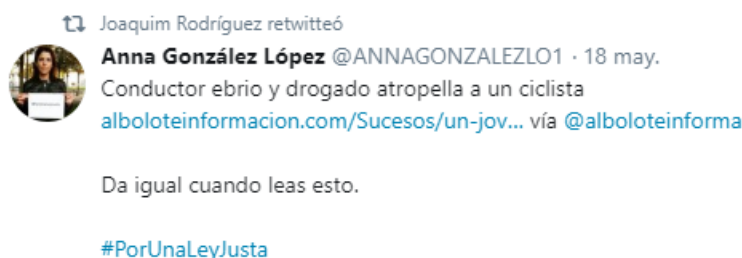 Joaquim Rodríguez retwitteó
Anna González López @ANNAGONZALEZLO1 · 18 may.
Conductor ebrio y drogado atropella a un ciclista
alboloteinformacion.com/Sucesos/un-jov... vía @alboloteinforma
Da igual cuando leas esto.
#PorUnaLeyJusta